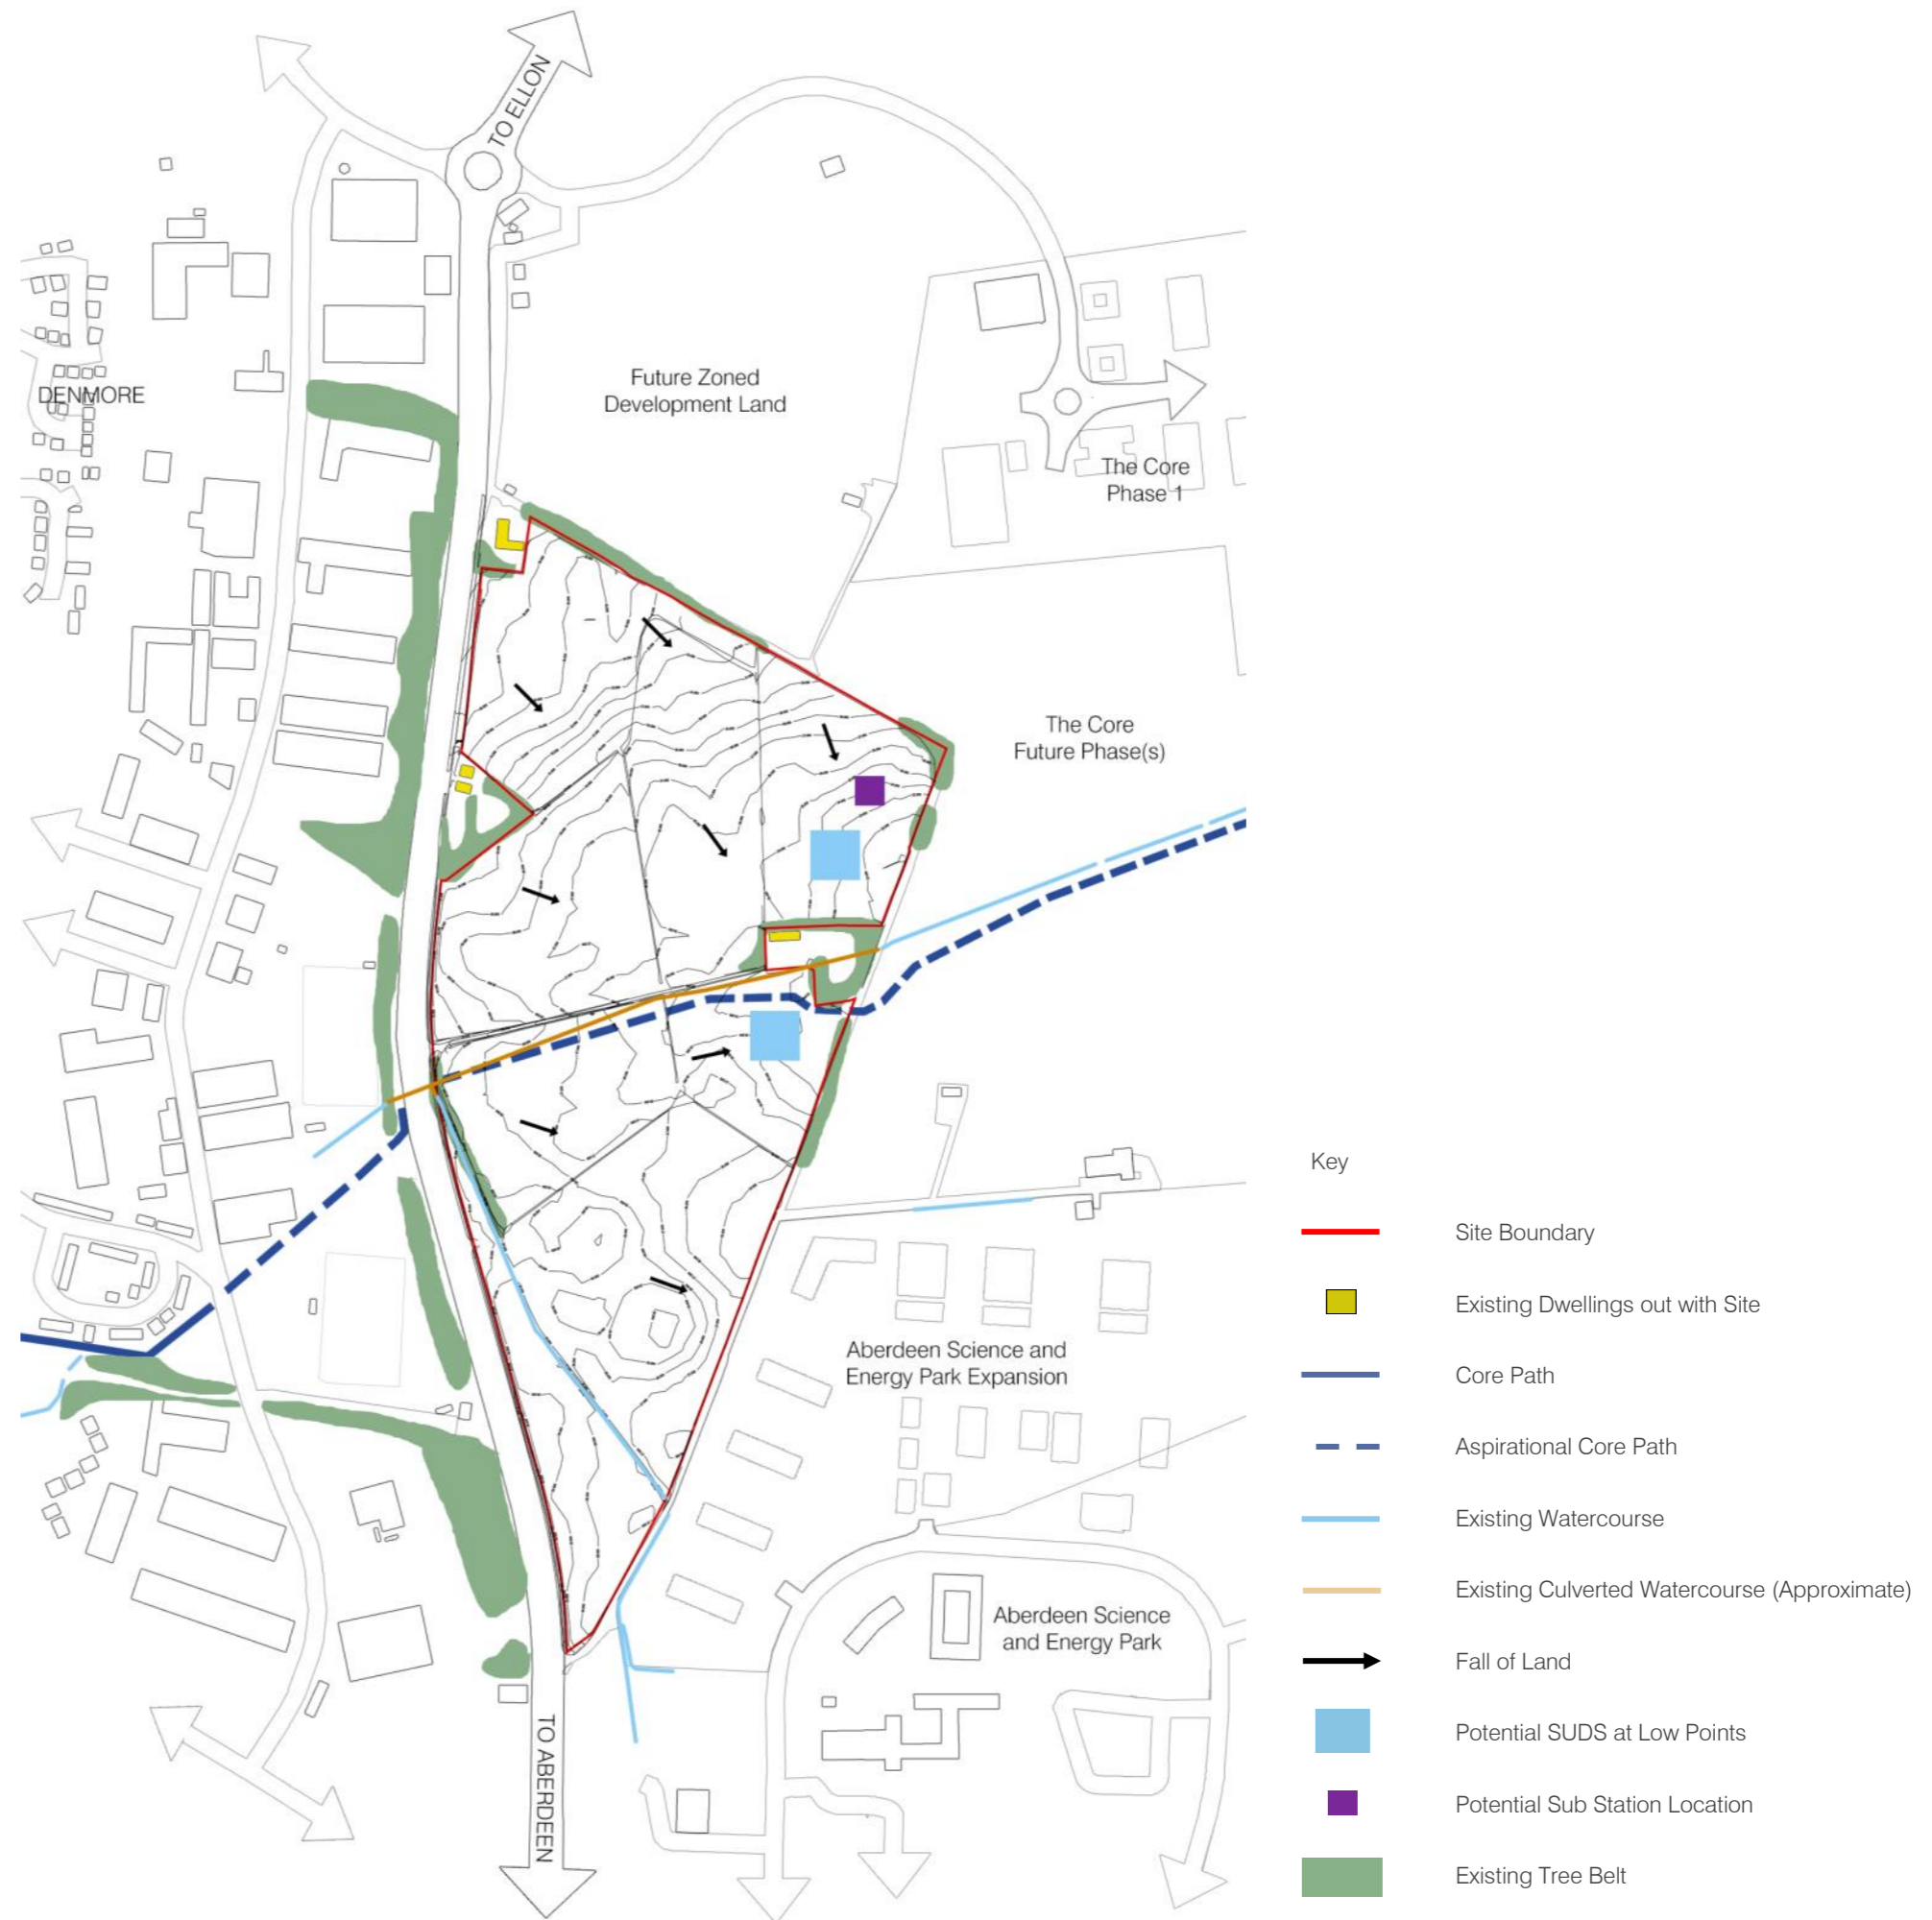 TO ELLON
Future Zoned
Development Land
DENMORE
The Core
Phase 1
The Core
Future Phase(s)
Aberdeen Science and
Energy Park Expansion
Aberdeen Science
and Energy Park
TO ABERDEEN
Key
Site Boundary
Existing Dwellings out with Site
Core Path
Aspirational Core Path
Existing Watercourse
Existing Culverted Watercourse (Approximate)
Fall of Land
Potential SUDS at Low Points
Potential Sub Station Location
Existing Tree Belt